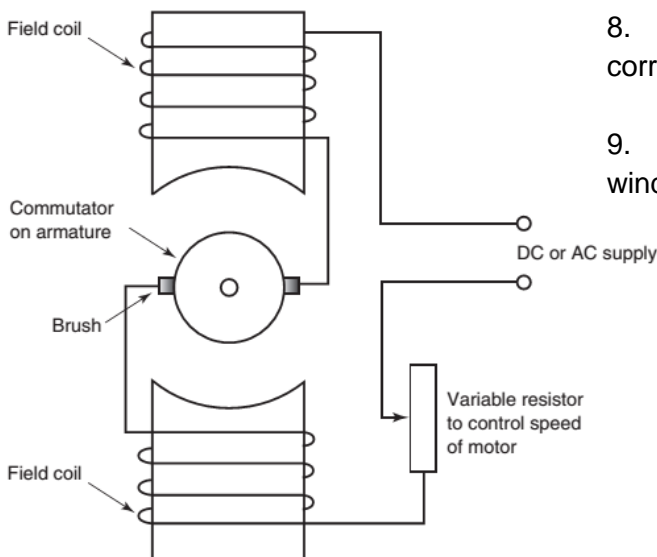 Field coil
8.
corr
9.
winc
Commutator
on armature
DC or AC supply
Brush
Variable resistor
to control speed
of motor
Field coil